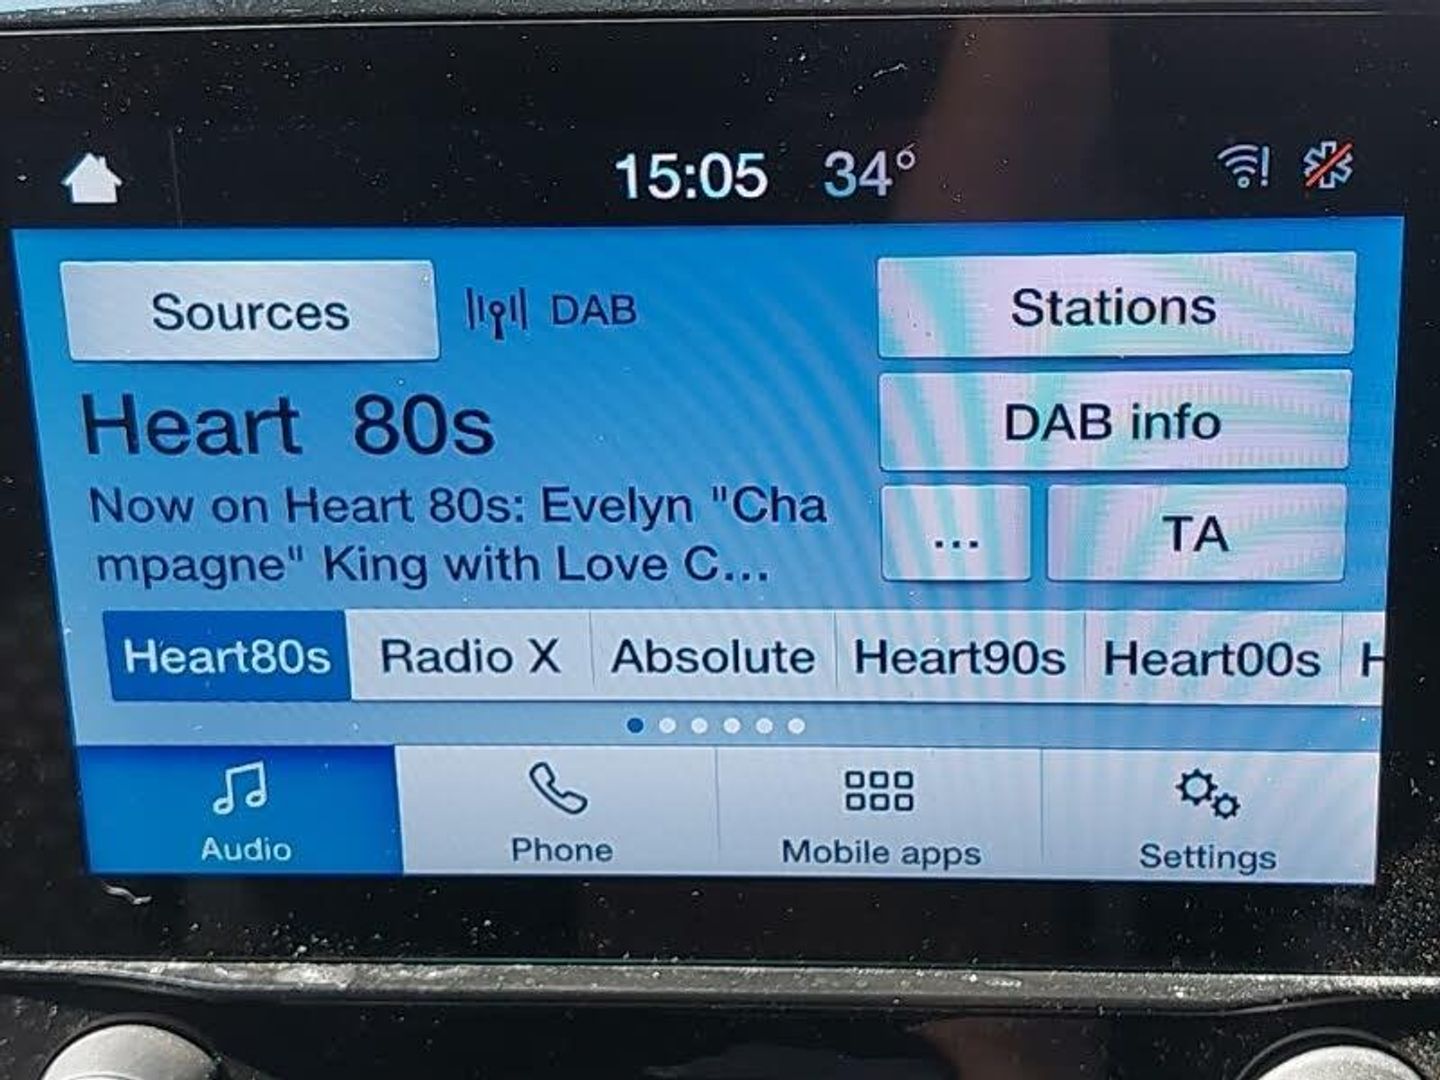 15:05 34°
Sources DAB Stations
Heart 80s DAB info
Now on Heart 80s: Evelyn "Cha
mpagne" King with Love C...
... TA
Heart80s Radio X Absolute Heart90s Heart00s H
Audio Phone Mobile apps Settings